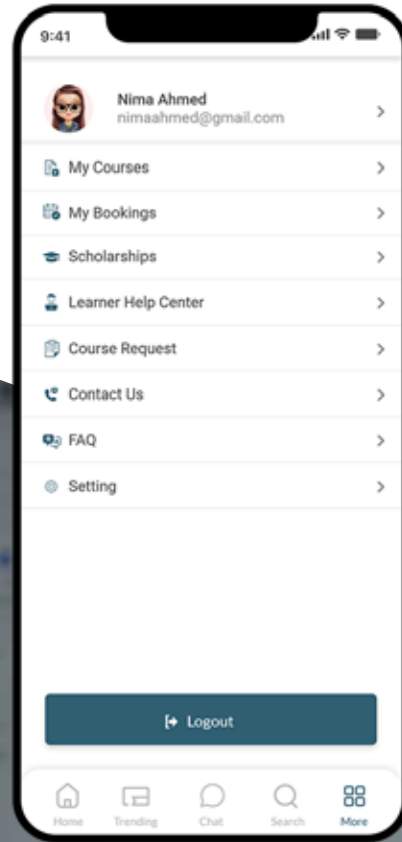 9:41
Nima Ahmed
nimaahmed@gmail.com
My Courses
My Bookings
Scholarships
Learner Help Center
Course Request
Contact Us
FAQ
Setting
Logout
Home Trending Chat Search More